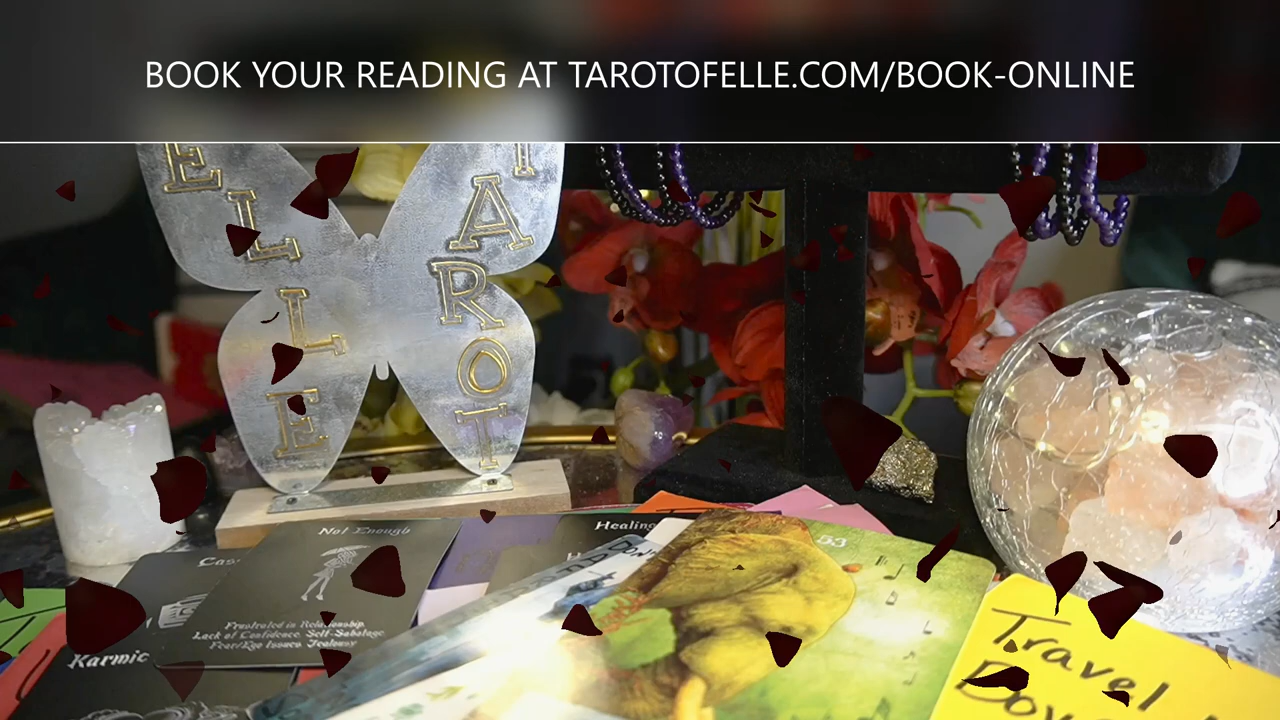 BOOK YOUR READING AT TAROTOFELLE.COM/BOOK-ONLINE
ELLE
TAROT
Not Enough
Healing
53
Frustrated in Relationship.
Lack of Confidence. Self-Sabotage.
Fear/Ego Issues. Jealousy
Karmic
Travel